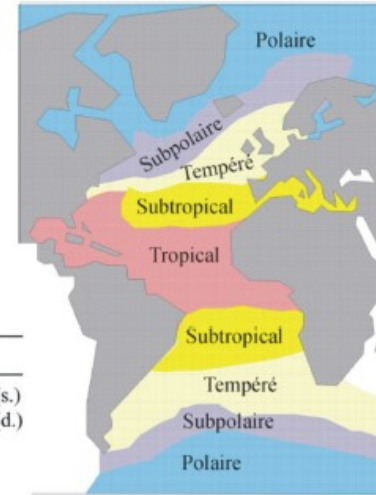 Polaire
Subpolaire
Tempéré
Subtropical
Tropical
Subtropical
Tempéré
s.)
Subpolaire
d.)
Polaire